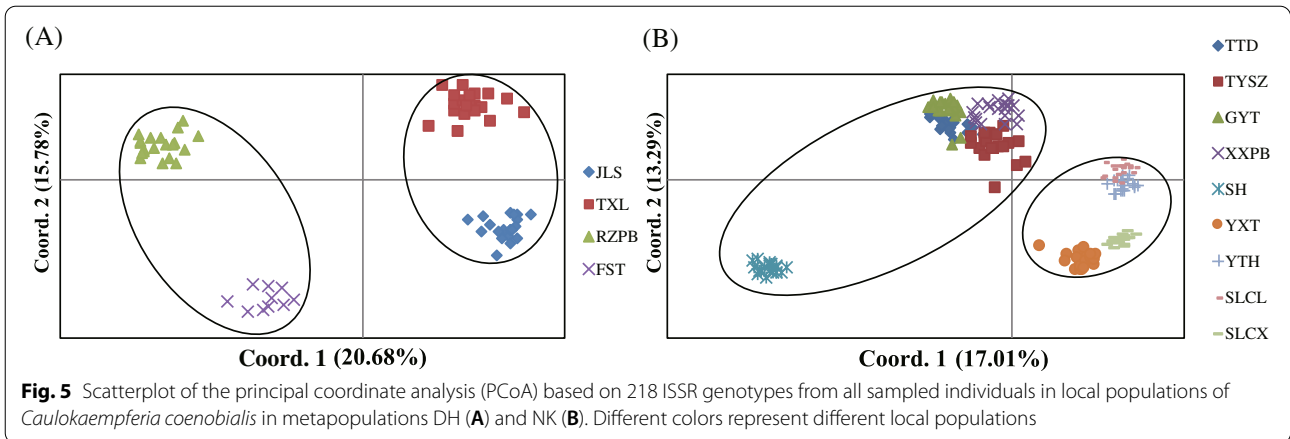 (A)
(B)
Coord. 2 (15.78%)
Coord. 1 (20.68%)
JLS
TXL
RZPB
FST
Coord. 2 (13.29%)
Coord. 1 (17.01%)
TTD
TYSZ
GYT
XXPB
SH
YXT
YTH
SLCL
SLCX
Fig. 5 Scatterplot of the principal coordinate analysis (PCoA) based on 218 ISSR genotypes from all sampled individuals in local populations of
Caulokaempferia coenobialis in metapopulations DH (A) and NK (B). Different colors represent different local populations